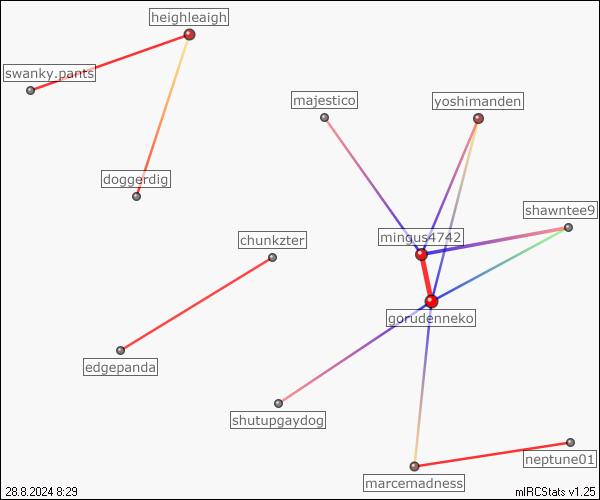 heighleaigh
swanky.pants
majestico
yoshimanden
doggerdig
shawntee9
mingus4742
chunkzter
gorudenneko
edgepanda
shutupgaydog
neptune01
marcemadness
28.8.2024 8:29
mIRCStats v1.25